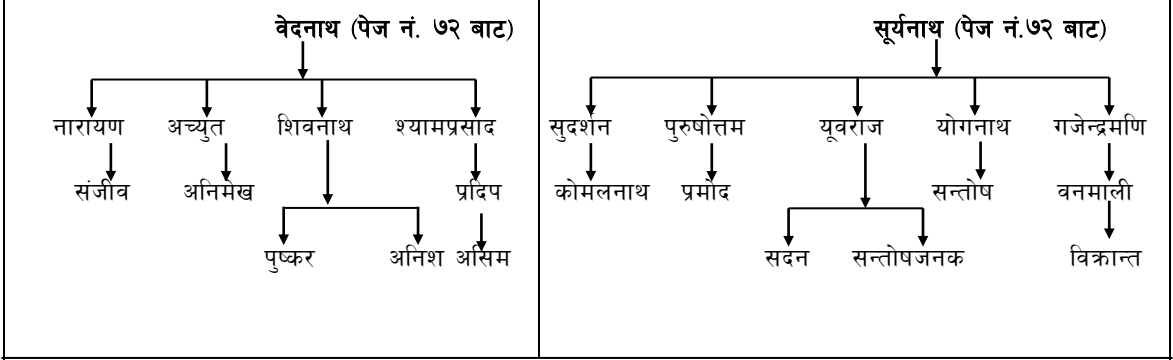 वेदनाथ (पेज नं. ७२ बाट)
नारायण अच्युत शिवनाथ श्यामप्रसाद
संजीव अनिमेख प्रदिप
पुष्कर अनिश असिम
सूर्यनाथ (पेज नं.७२ बाट)
सुदर्शन पुरुषोत्तम यूवराज योगनाथ गजेन्द्रमणि
कोमलनाथ प्रमोद सन्तोष वनमाली
सदन सन्तोषजनक विक्रान्त